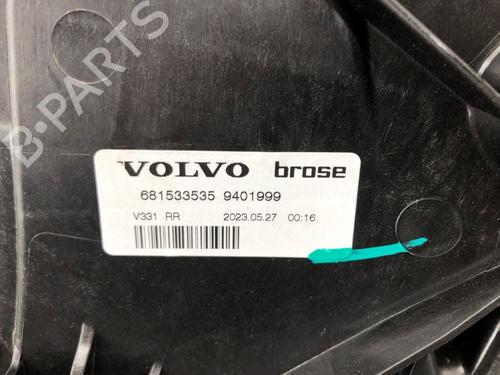 VOLVO brose
681533535 9401999
V331 RR 2023.05.27 00:16
B-PARTS